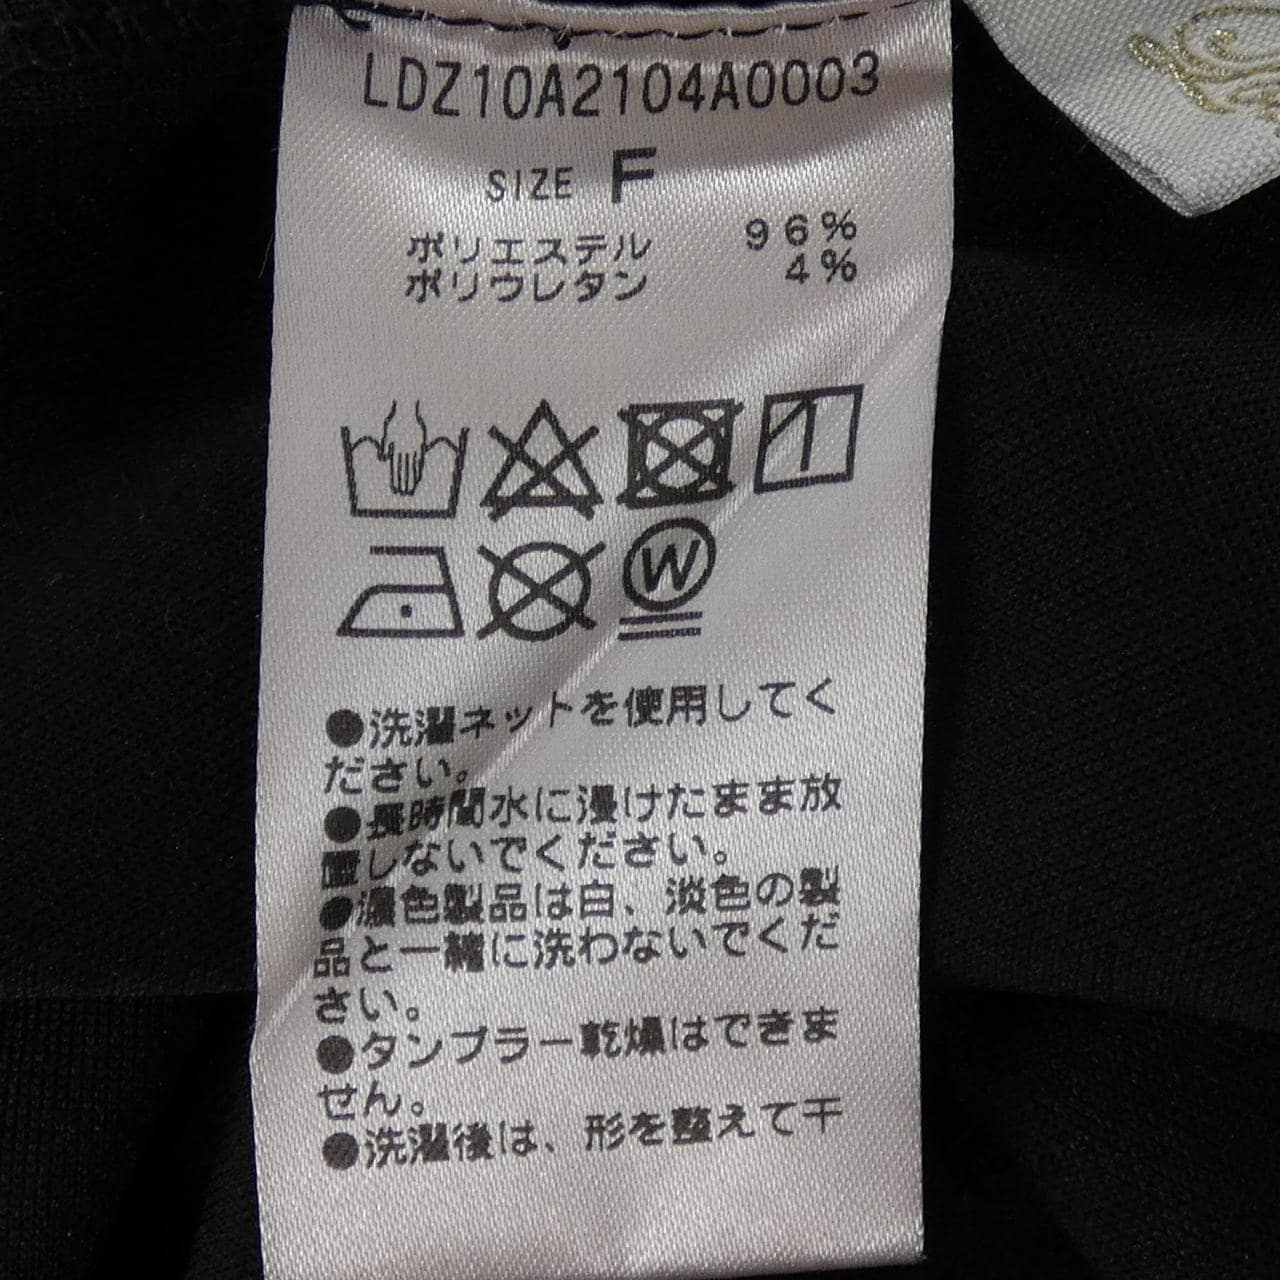 LDZ10A2104A0003
SIZE F
ポリエステル 96%
ポリウレタン 4%
W
●洗濯ネットを使用してく
ださい。
●長時間水に浸けたまま放
置しないでください。
●濃色製品は白、淡色の製
品と一緒に洗わないでくだ
さい。
●タンブラー乾燥はできま
せん。
●洗濯後は、形を整えて干